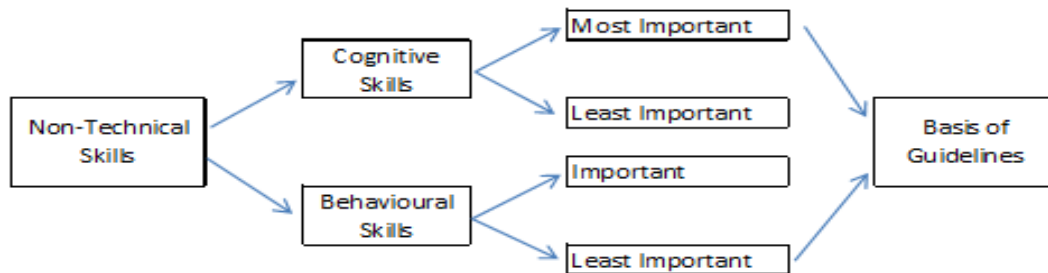 Non-Technical
Skills
Cognitive
Skills
Behavioural
Skills
Most Important
Least Important
Important
Least Important
Basis of
Guidelines